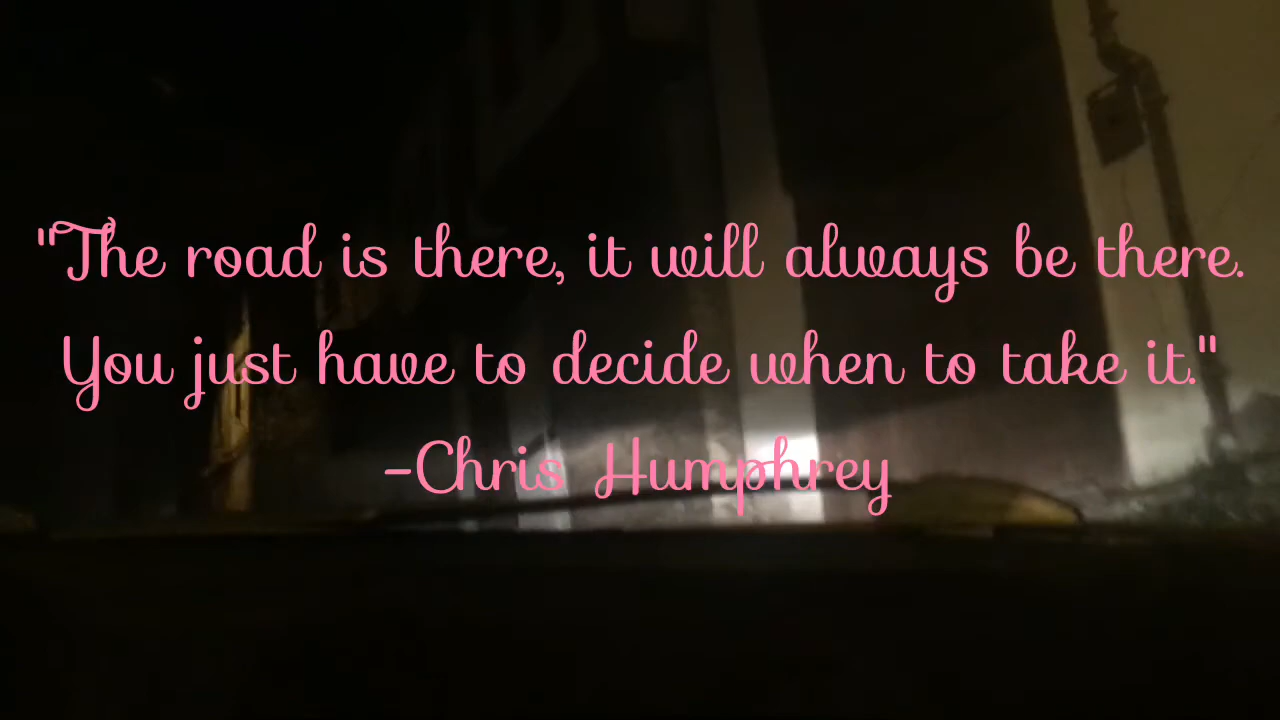 "The road is there, it will always be there.
You just have to decide when to take it."
-Chris Humphrey